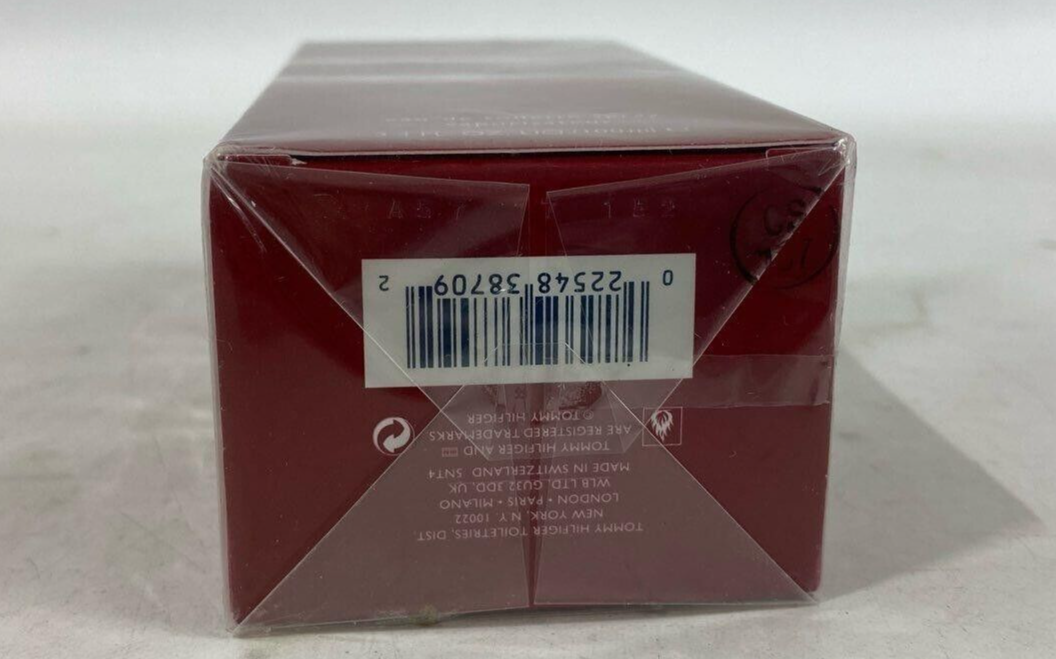 TOMMY HILFIGER TOILETRIES, DIST.
NEW YORK, N.Y. 10022
LONDON • PARIS • MILANO
WLB LTD, GU32 3DD, UK
MADE IN SWITZERLAND 5NT4
TOMMY HILFIGER AND
ARE REGISTERED TRADEMARKS
© TOMMY HILFIGER
0 22548 38709 2